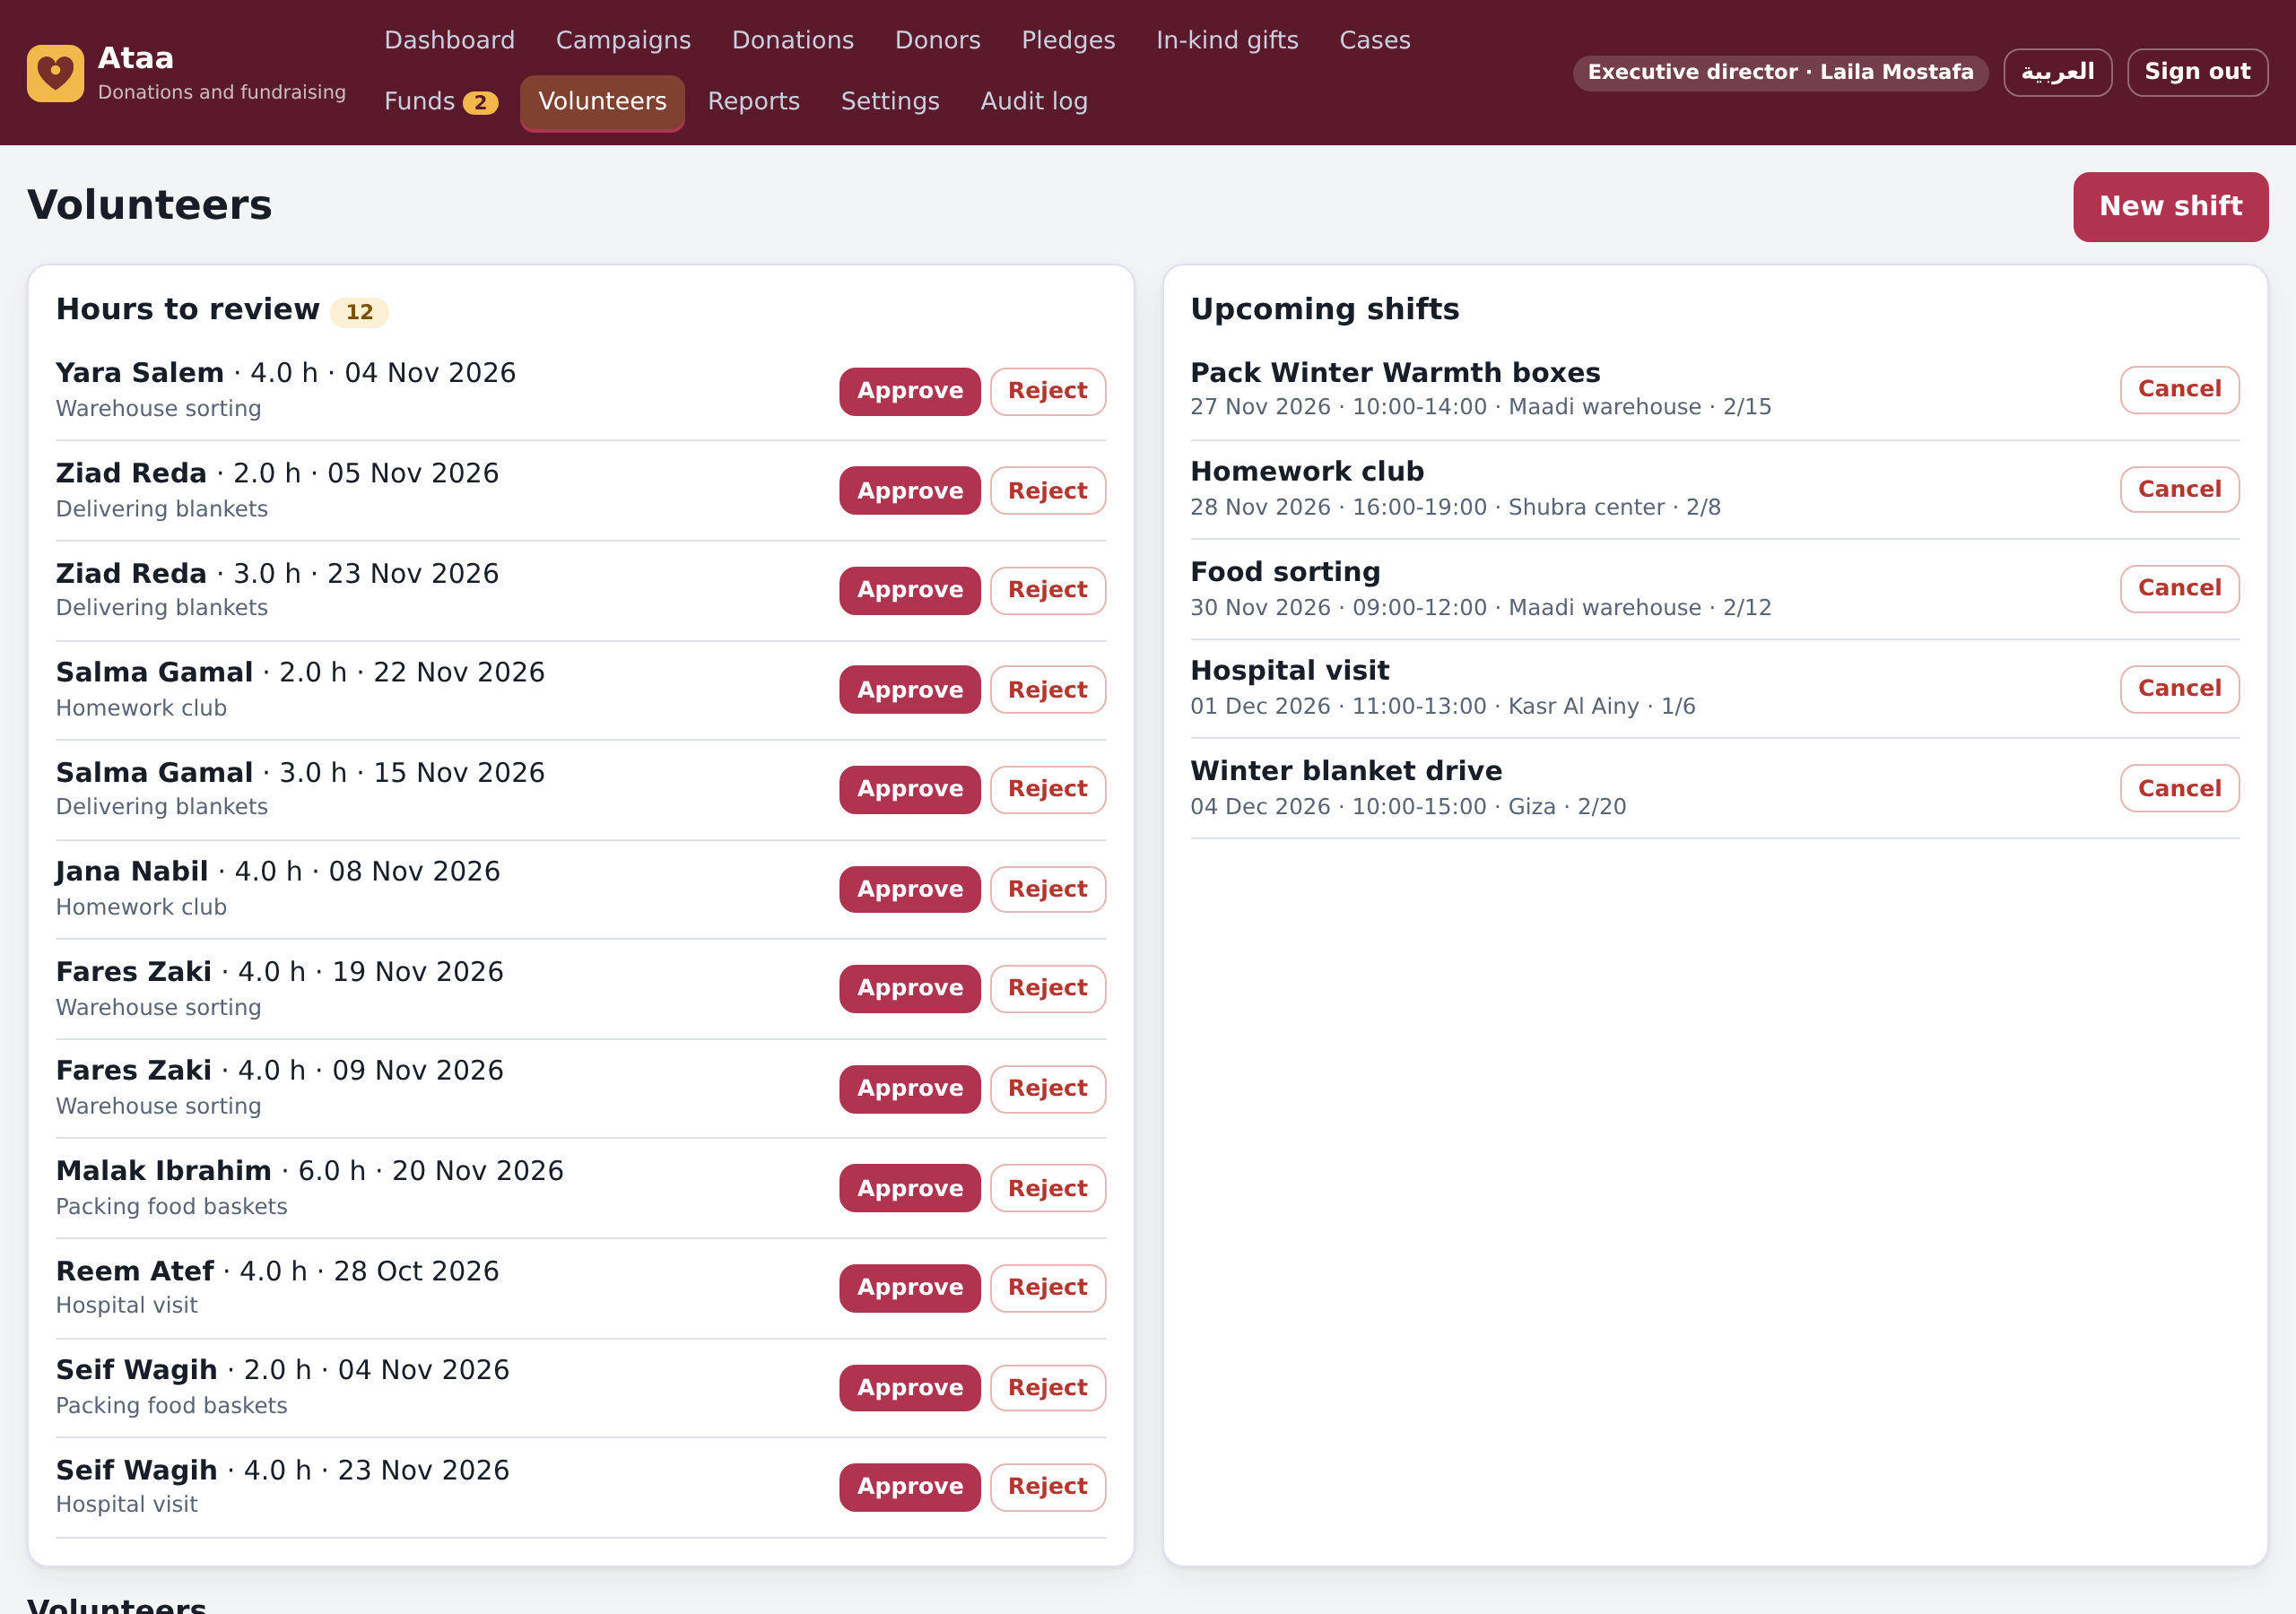 Ataa
Donations and fundraising
Dashboard Campaigns Donations Donors Pledges In-kind gifts Cases
Funds 2 Volunteers Reports Settings Audit log
Executive director · Laila Mostafa العربية Sign out
Volunteers
New shift
Hours to review 12
Yara Salem · 4.0 h · 04 Nov 2026
Warehouse sorting
Approve Reject
Ziad Reda · 2.0 h · 05 Nov 2026
Delivering blankets
Approve Reject
Ziad Reda · 3.0 h · 23 Nov 2026
Delivering blankets
Approve Reject
Salma Gamal · 2.0 h · 22 Nov 2026
Homework club
Approve Reject
Salma Gamal · 3.0 h · 15 Nov 2026
Delivering blankets
Approve Reject
Jana Nabil · 4.0 h · 08 Nov 2026
Homework club
Approve Reject
Fares Zaki · 4.0 h · 19 Nov 2026
Warehouse sorting
Approve Reject
Fares Zaki · 4.0 h · 09 Nov 2026
Warehouse sorting
Approve Reject
Malak Ibrahim · 6.0 h · 20 Nov 2026
Packing food baskets
Approve Reject
Reem Atef · 4.0 h · 28 Oct 2026
Hospital visit
Approve Reject
Seif Wagih · 2.0 h · 04 Nov 2026
Packing food baskets
Approve Reject
Seif Wagih · 4.0 h · 23 Nov 2026
Hospital visit
Approve Reject
Upcoming shifts
Pack Winter Warmth boxes
27 Nov 2026 · 10:00-14:00 · Maadi warehouse · 2/15
Cancel
Homework club
28 Nov 2026 · 16:00-19:00 · Shubra center · 2/8
Cancel
Food sorting
30 Nov 2026 · 09:00-12:00 · Maadi warehouse · 2/12
Cancel
Hospital visit
01 Dec 2026 · 11:00-13:00 · Kasr Al Ainy · 1/6
Cancel
Winter blanket drive
04 Dec 2026 · 10:00-15:00 · Giza · 2/20
Cancel
Volunteers